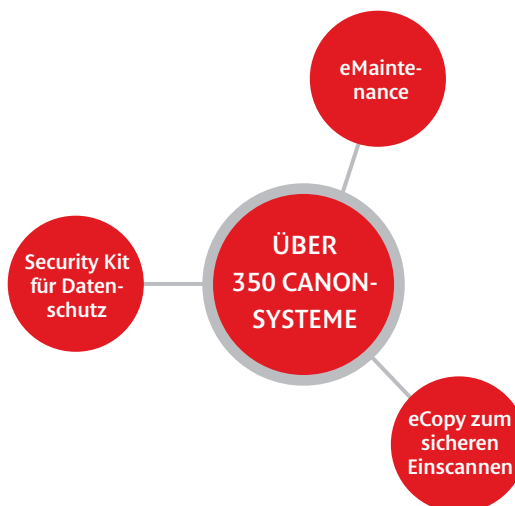 eMainte-
nance
ÜBER
350 CANON-
SYSTEME
Security Kit
für Daten-
schutz
eCopy zum
sicheren
Einscannen